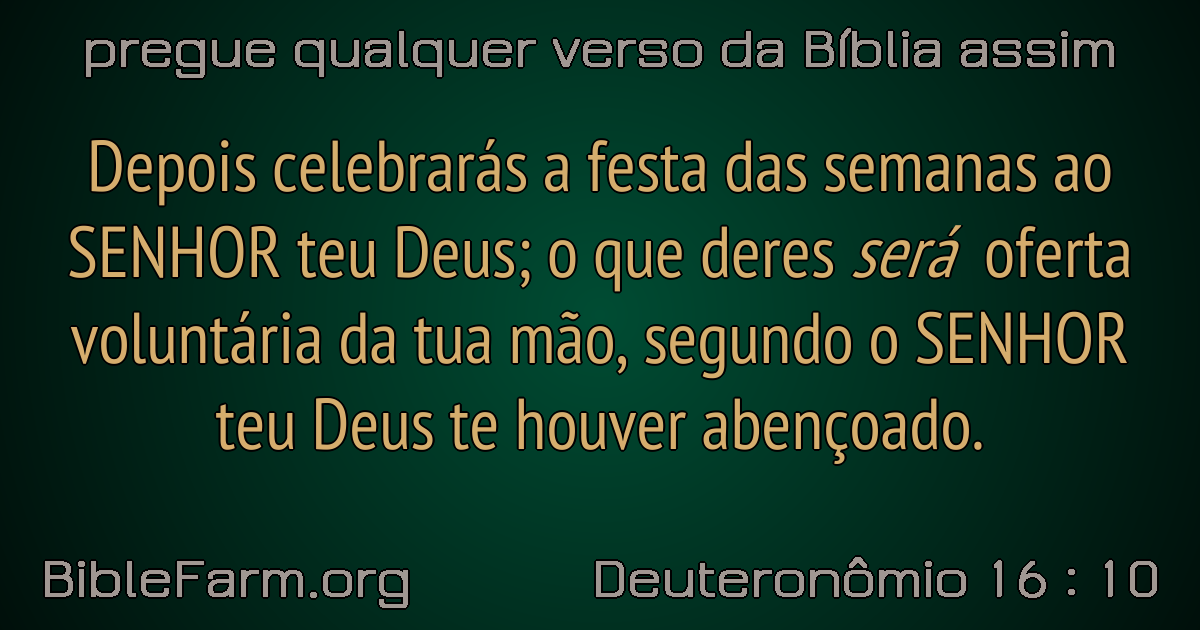 pregue qualquer verso da Bíblia assim
Depois celebrarás a festa das semanas ao
SENHOR teu Deus; o que deres será oferta
voluntária da tua mão, segundo o SENHOR
teu Deus te houver abençoado.
BibleFarm.org
Deuteronômio 16 : 10